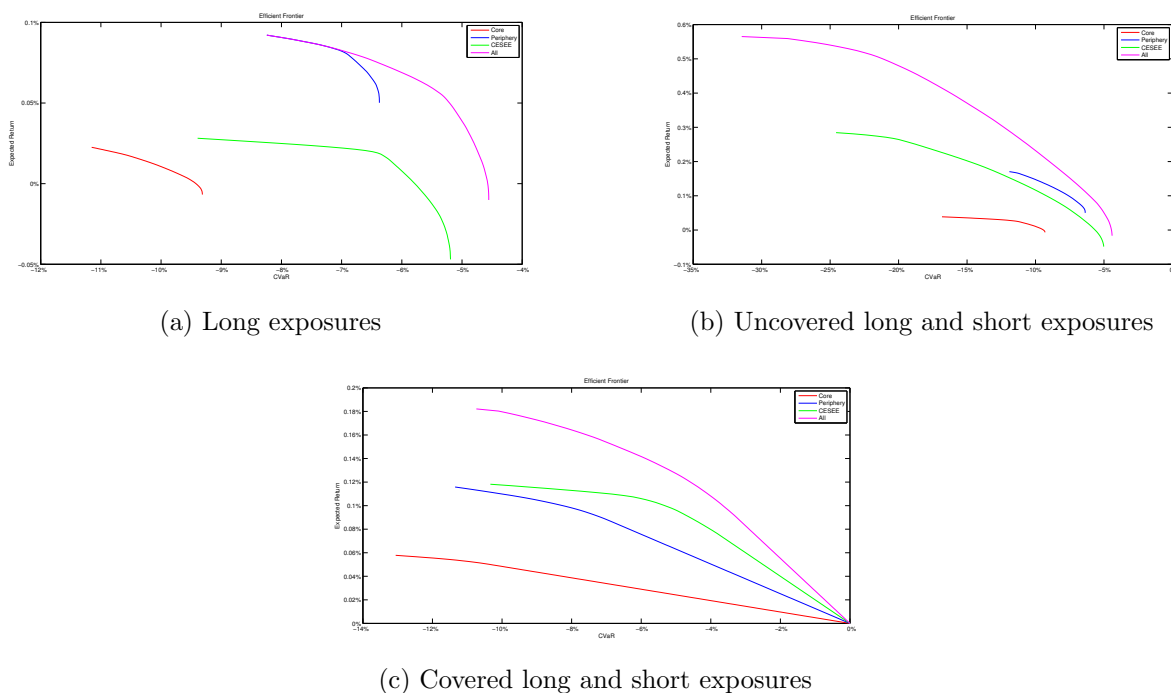 Efficient Frontier
Core
Periphery
CESEE
All
0.1%
0.05%
0%
−0.05%
Expected Return
−12% −11% −10% −9% −8% −7% −6% −5% −4%
CVaR
(a) Long exposures
Efficient Frontier
Core
Periphery
CESEE
All
0.6%
0.5%
0.4%
0.3%
0.2%
0.1%
0%
−0.1%
Expected Return
−35% −30% −25% −20% −15% −10% −5%
CVaR
(b) Uncovered long and short exposures
Efficient Frontier
Core
Periphery
CESEE
All
0.2%
0.18%
0.16%
0.14%
0.12%
0.1%
0.08%
0.06%
0.04%
0.02%
0%
Expected Return
−14% −12% −10% −8% −6% −4% −2% 0%
CVaR
(c) Covered long and short exposures